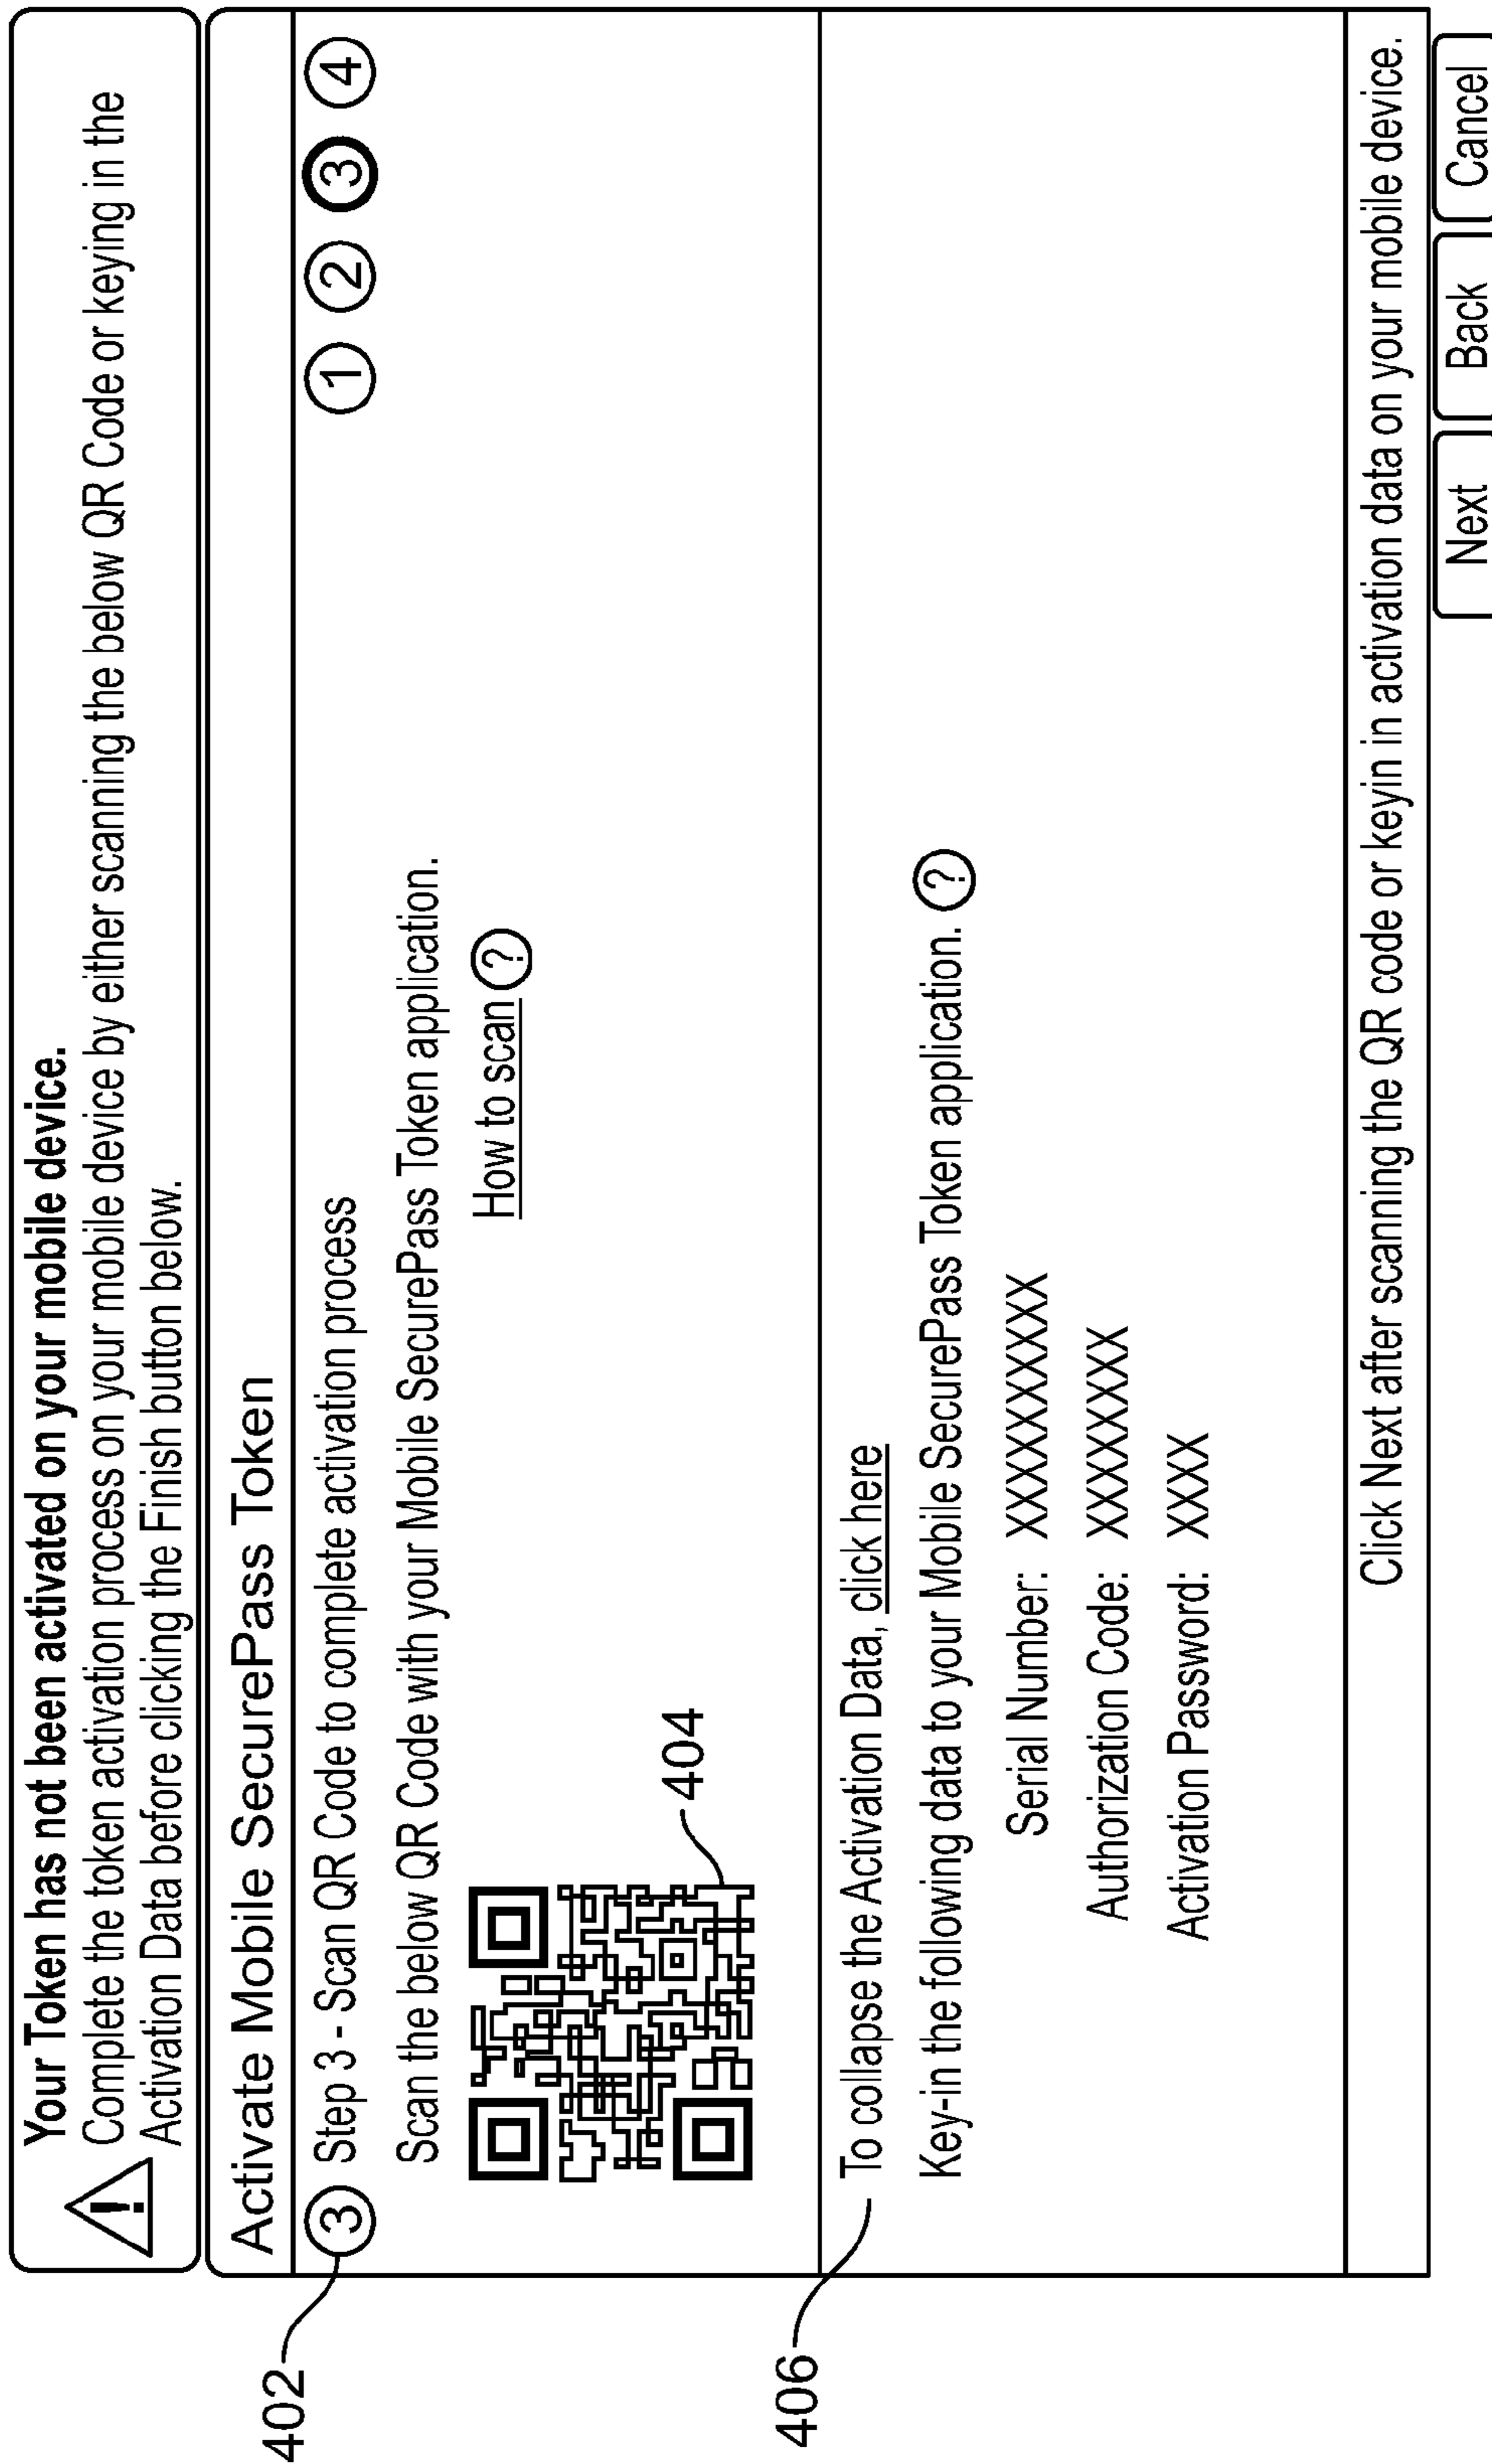 Your Token has not been activated on your mobile device.
Complete the token activation process on your mobile device by either scanning the below QR Code or keying in the
Activation Data before clicking the Finish button below.
Activate Mobile SecurePass Token
402
3 Step 3 - Scan QR Code to complete activation process 1 2 3 4
Scan the below QR Code with your Mobile SecurePass Token application.
How to scan ?
404
406
To collapse the Activation Data, click here
Key-in the following data to your Mobile SecurePass Token application. ?
Serial Number: XXXXXXXXXX
Authorization Code: XXXXXXXX
Activation Password: XXXX
Click Next after scanning the QR code or keyin in activation data on your mobile device.
Next Back Cancel